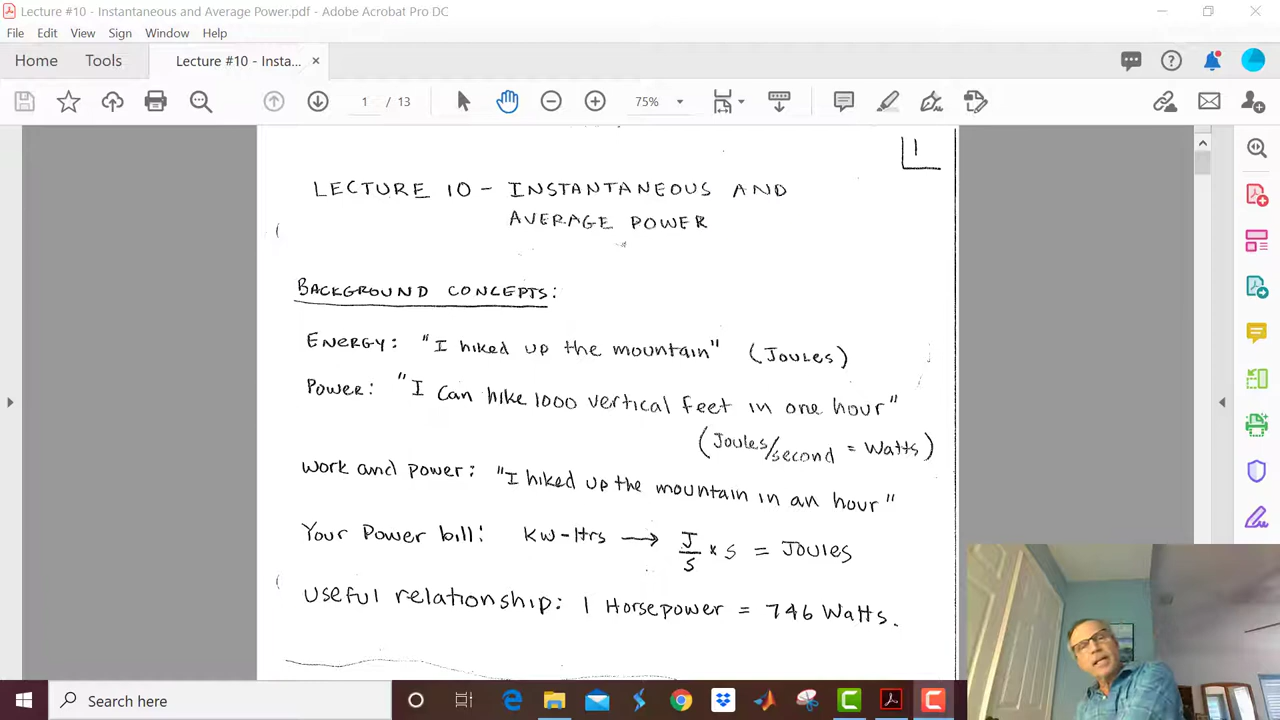 Lecture #10 - Instantaneous and Average Power.pdf - Adobe Acrobat Pro DC
File Edit View Sign Window Help
Home Tools Lecture #10 - Insta... ×
1 / 13 75%
1
LECTURE 10 - INSTANTANEOUS AND
AVERAGE POWER
BACKGROUND CONCEPTS:
ENERGY: "I hiked up the mountain" (Joules)
Power: "I can hike 1000 vertical feet in one hour"
(Joules/second = Watts)
Work and power: "I hiked up the mountain in an hour"
Your Power bill: KW-Hrs → J/s × s = Joules
Useful relationship: 1 Horsepower = 746 Watts.
Search here